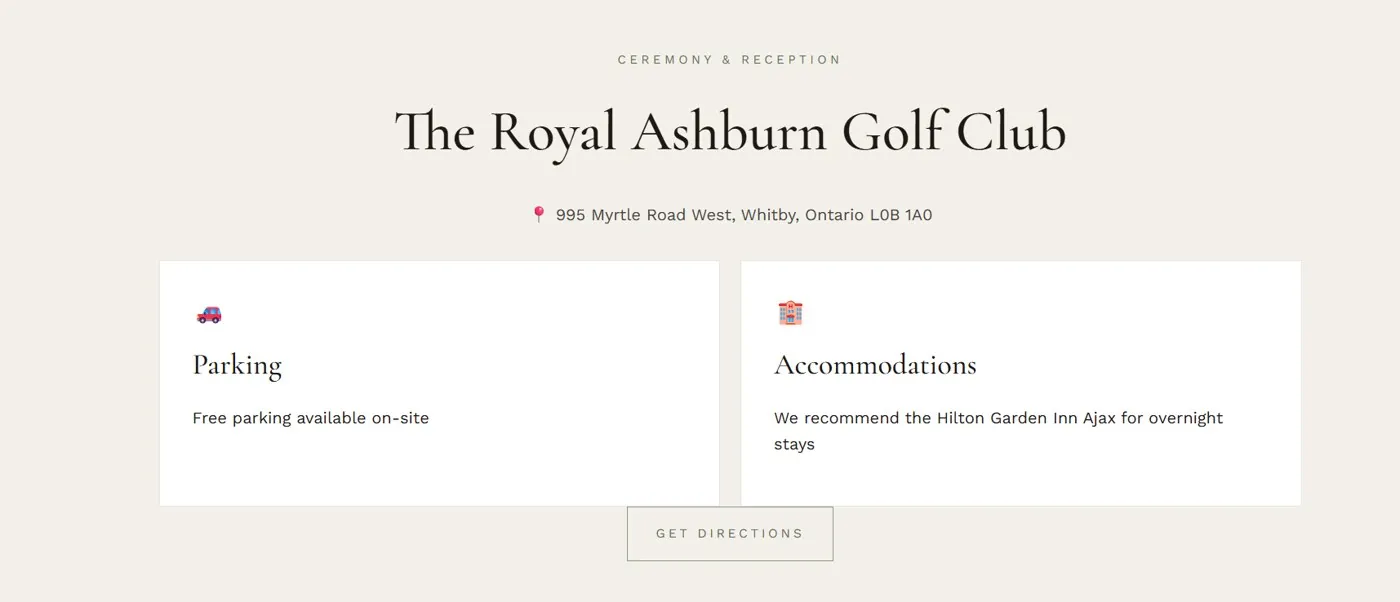 CEREMONY & RECEPTION
The Royal Ashburn Golf Club
995 Myrtle Road West, Whitby, Ontario L0B 1A0
Parking
Free parking available on-site
Accommodations
We recommend the Hilton Garden Inn Ajax for overnight
stays
GET DIRECTIONS